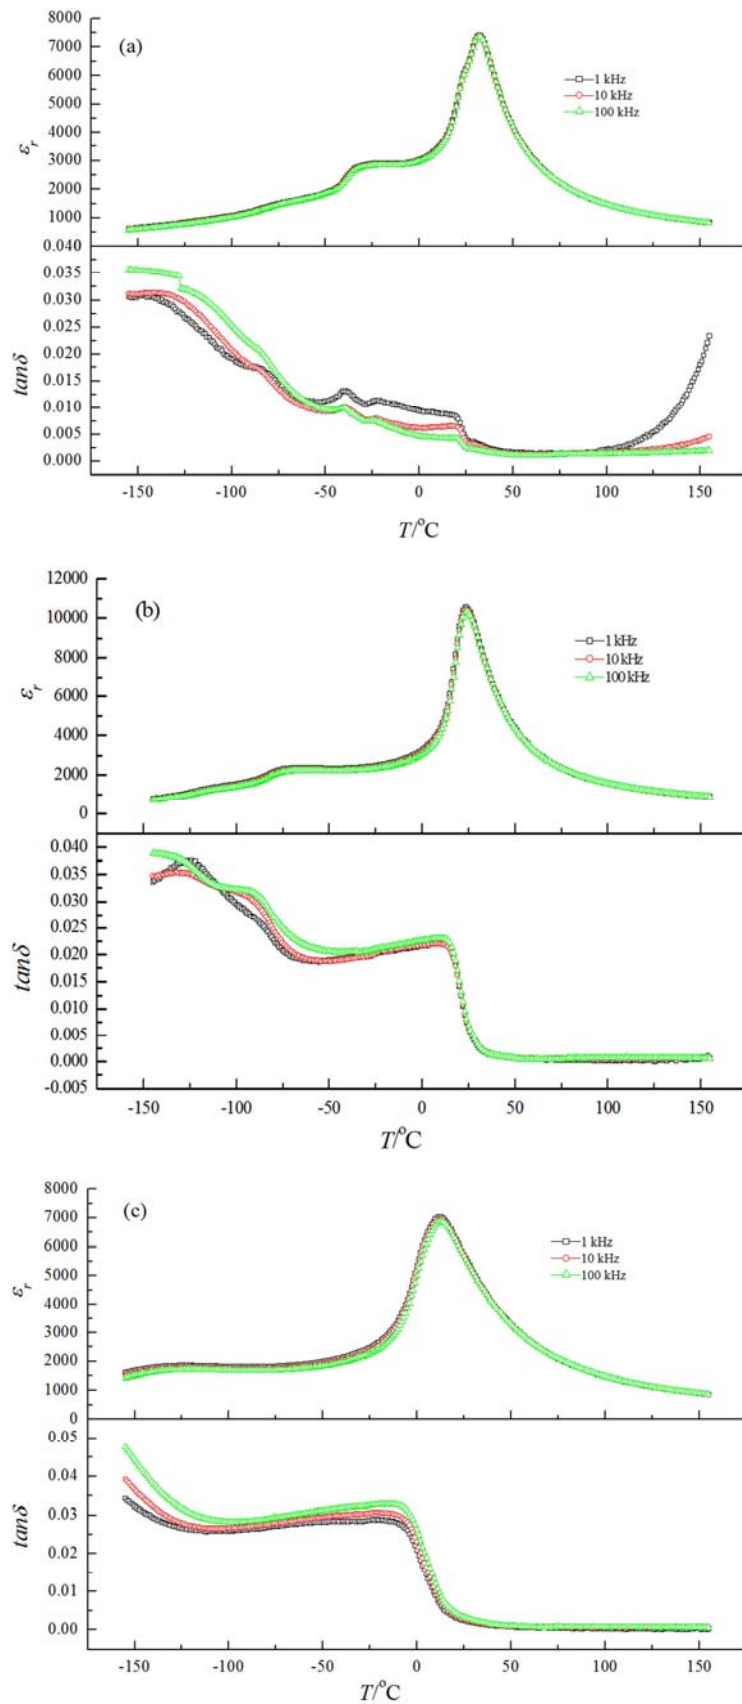 (a)
8000
7000
6000
5000
4000
3000
2000
1000
εr
1 kHz
10 kHz
100 kHz
0.040
0.035
0.030
0.025
0.020
0.015
0.010
0.005
0.000
tanδ
-150 -100 -50 0 50 100 150
T/°C
(b)
12000
10000
8000
6000
4000
2000
0
εr
1 kHz
10 kHz
100 kHz
0.040
0.035
0.030
0.025
0.020
0.015
0.010
0.005
0.000
-0.005
tanδ
-150 -100 -50 0 50 100 150
T/°C
(c)
8000
7000
6000
5000
4000
3000
2000
1000
0
εr
1 kHz
10 kHz
100 kHz
0.05
0.04
0.03
0.02
0.01
0.00
tanδ
-150 -100 -50 0 50 100 150
T/°C